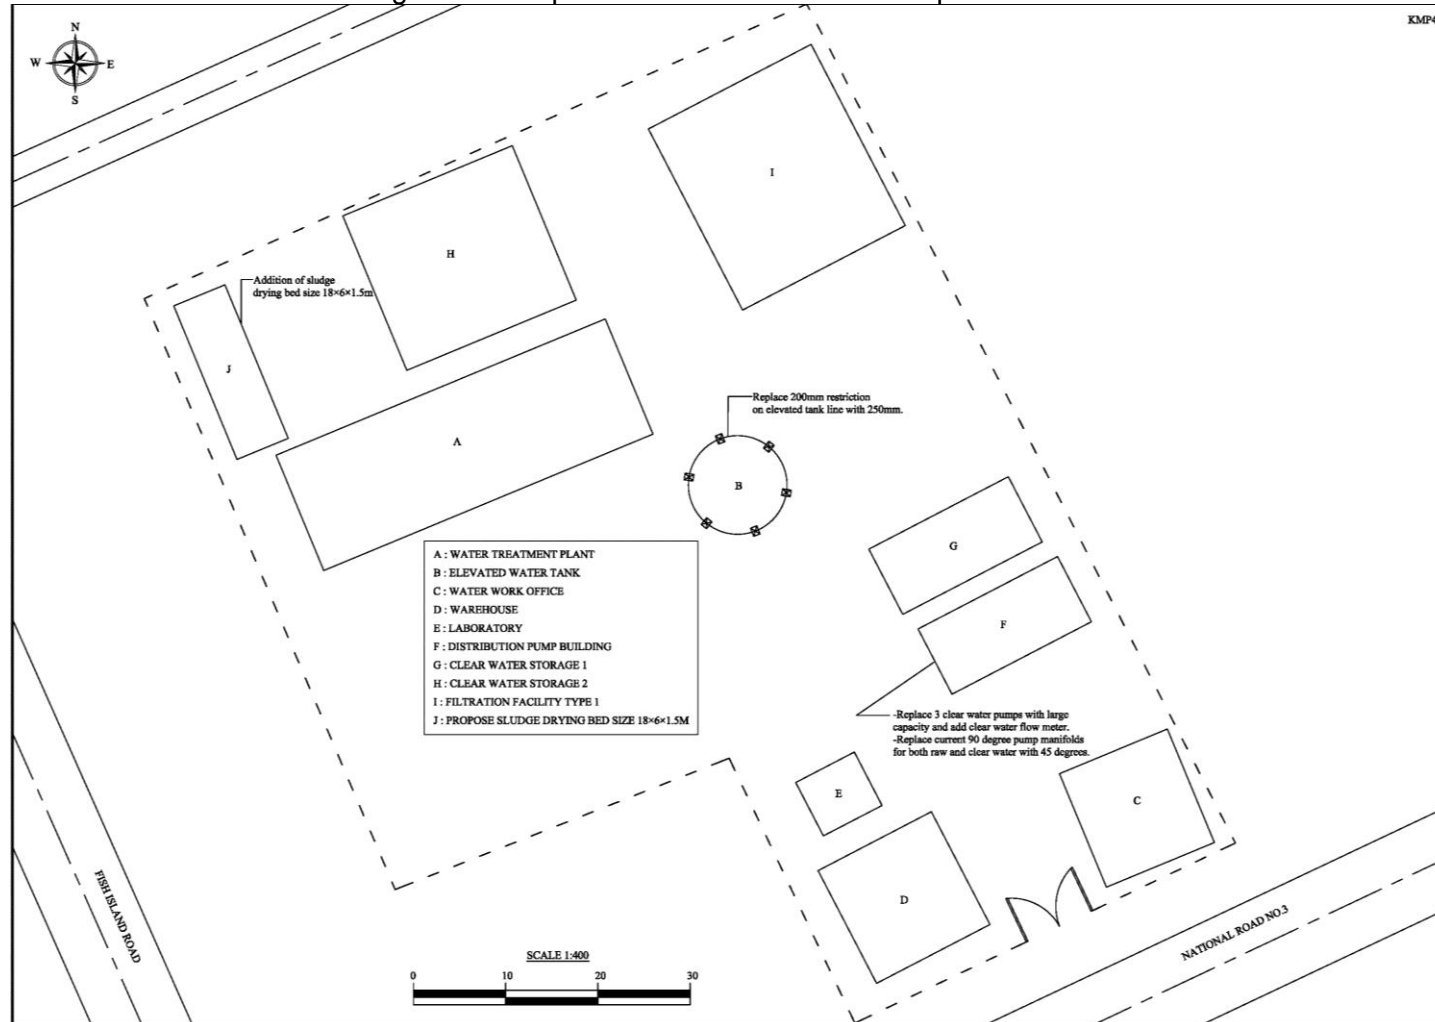 KMP4
N
W E
S
I
H
Addition of sludge
drying bed size 18×6×1.5m
J
Replace 200mm restriction
on elevated tank line with 250mm.
A
B
G
F
A : WATER TREATMENT PLANT
B : ELEVATED WATER TANK
C : WATER WORK OFFICE
D : WAREHOUSE
E : LABORATORY
F : DISTRIBUTION PUMP BUILDING
G : CLEAR WATER STORAGE 1
H : CLEAR WATER STORAGE 2
I : FILTRATION FACILITY TYPE 1
J : PROPOSE SLUDGE DRYING BED SIZE 18×6×1.5M
-Replace 3 clear water pumps with large
capacity and add clear water flow meter.
-Replace current 90 degree pump manifolds
for both raw and clear water with 45 degrees.
E
C
D
FISH ISLAND ROAD
NATIONAL ROAD NO.3
SCALE 1:400
0 10 20 30